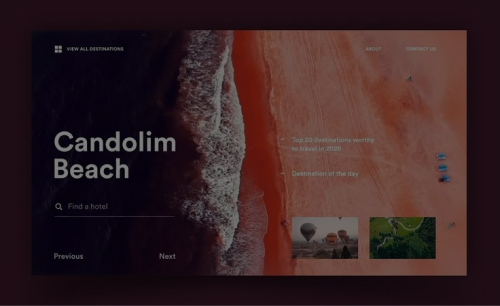 VIEW ALL DESTINATIONS
ABOUT
CONTACT US
Candolim
Beach
Top 20 destinations worthy
to travel in 2020
Destination of the day
Find a hotel
Previous
Next